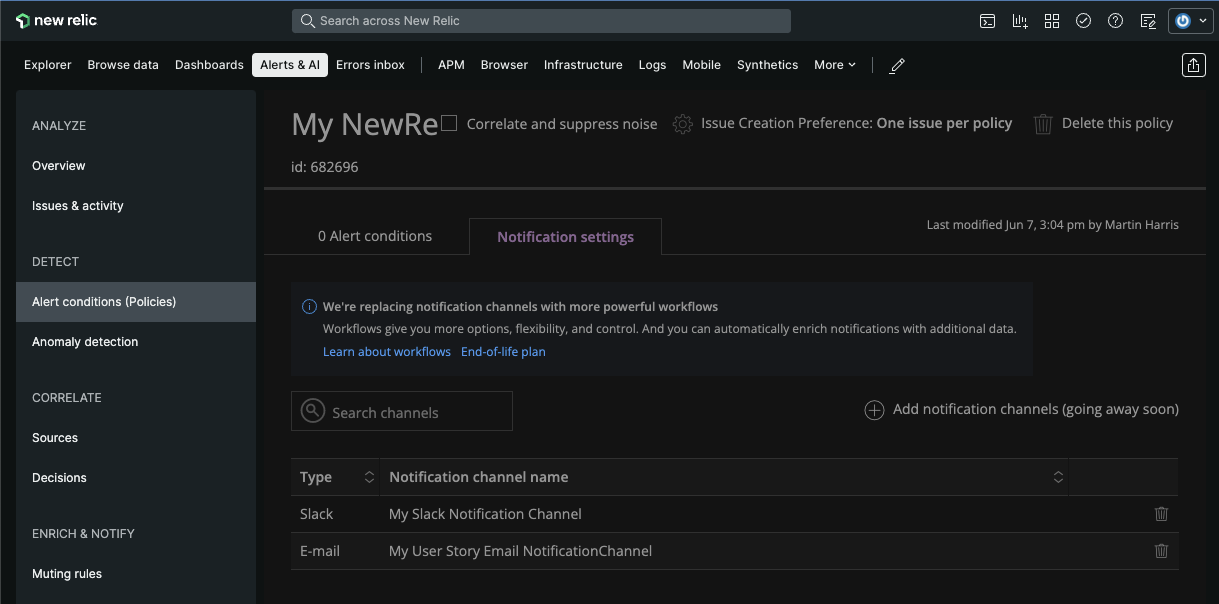 new relic
Search across New Relic
Explorer Browse data Dashboards Alerts & AI Errors inbox APM Browser Infrastructure Logs Mobile Synthetics More
ANALYZE
Overview
Issues & activity
DETECT
Alert conditions (Policies)
Anomaly detection
CORRELATE
Sources
Decisions
ENRICH & NOTIFY
Muting rules
My NewRe Correlate and suppress noise Issue Creation Preference: One issue per policy Delete this policy
id: 682696
0 Alert conditions Notification settings Last modified Jun 7, 3:04 pm by Martin Harris
We're replacing notification channels with more powerful workflows
Workflows give you more options, flexibility, and control. And you can automatically enrich notifications with additional data.
Learn about workflows End-of-life plan
Search channels Add notification channels (going away soon)
Type Notification channel name
Slack My Slack Notification Channel
E-mail My User Story Email NotificationChannel